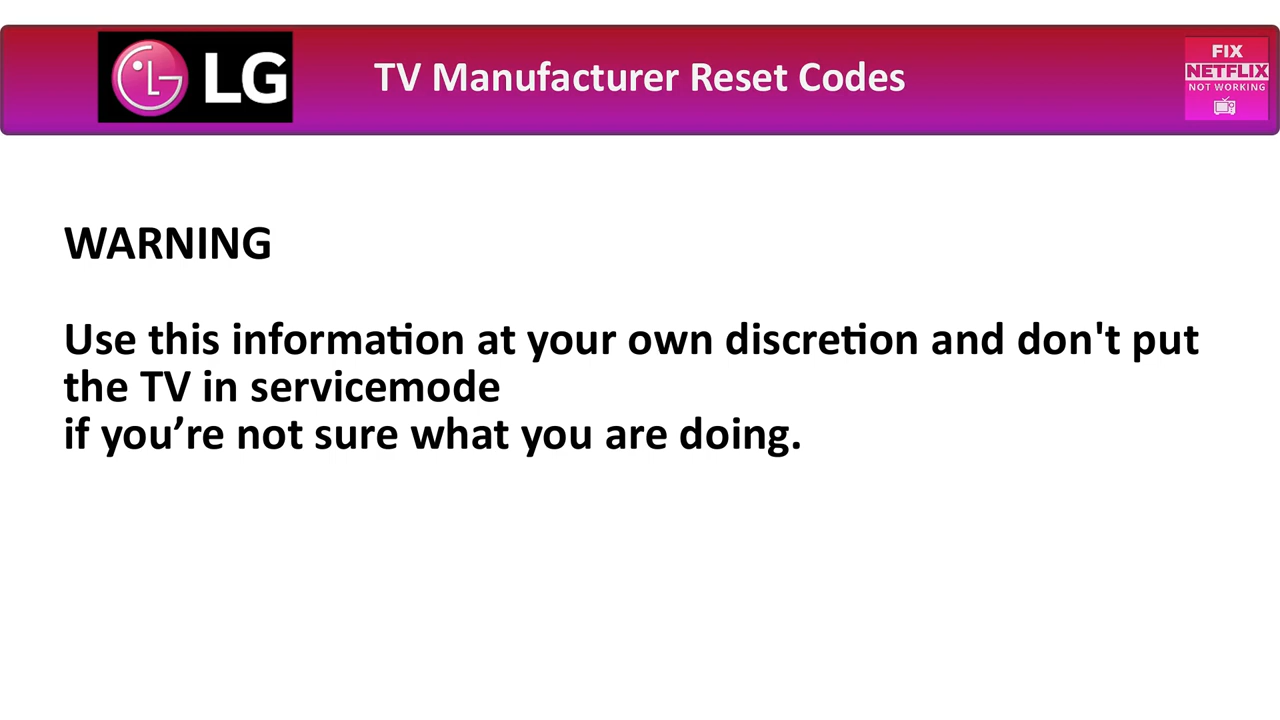 LG
TV Manufacturer Reset Codes
FIX
NETFLIX
NOT WORKING
WARNING
Use this information at your own discretion and don't put
the TV in servicemode
if you’re not sure what you are doing.